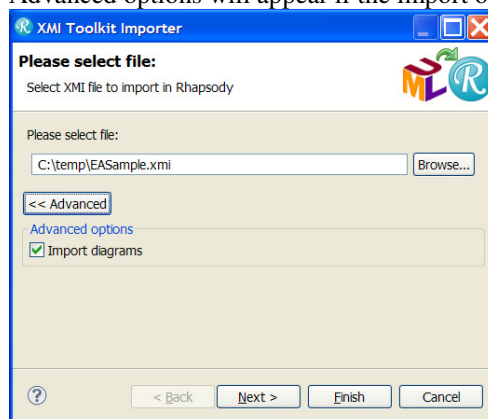 Advanced options will appear if the import o
XMI Toolkit Importer
Please select file:
Select XMI file to import in Rhapsody
Please select file:
C:\temp\EASample.xmi
Browse...
<< Advanced
Advanced options
Import diagrams
< Back
Next >
Finish
Cancel